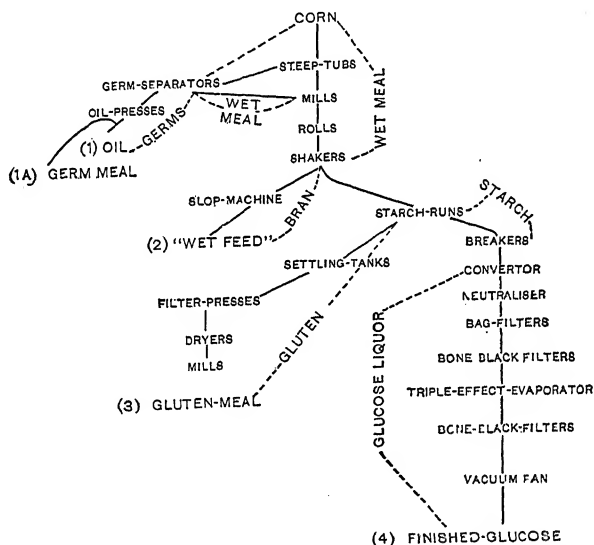 CORN
STEEP-TUBS
GERM-SEPARATORS
WET MEAL
MILLS
WET MEAL
OIL-PRESSES
GERMS
ROLLS
(1) OIL
SHAKERS
(1A) GERM MEAL
SLOP-MACHINE
BRAN
STARCH-RUNS
STARCH
(2) "WET FEED"
BREAKERS
SETTLING-TANKS
CONVERTOR
FILTER-PRESSES
NEUTRALISER
GLUTEN
GLUCOSE LIQUOR
BAG-FILTERS
DRYERS
BONE BLACK FILTERS
MILLS
TRIPLE-EFFECT-EVAPORATOR
(3) GLUTEN-MEAL
BONE-BLACK-FILTERS
VACUUM FAN
(4) FINISHED-GLUCOSE